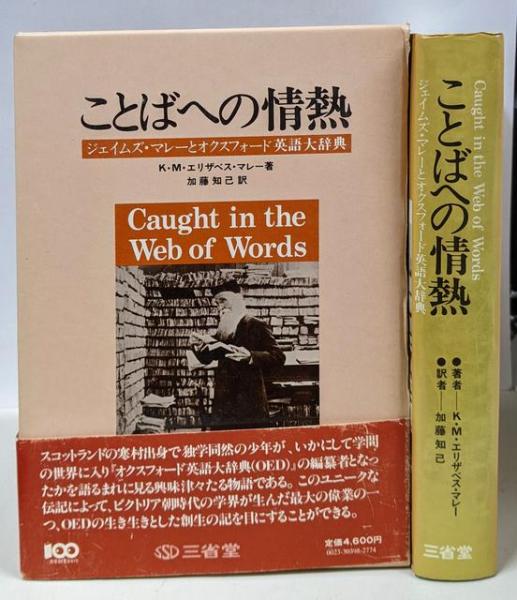 ことばへの情熱
ジェイムズ・マレーとオクスフォード英語大辞典
K・M・エリザベス・マレー著
加藤知己訳
Caught in the
Web of Words
スコットランドの寒村出身で独学同然の少年が、いかにして学問
の世界に入り『オクスフォード英語大辞典(OED)』の編纂者となっ
たかを語るまれに見る興味津々たる物語である。このユニークな
伝記によって、ビクトリア朝時代の学界が生んだ最大の偉業の一
つ、OEDの生き生きとした創生の記を目にすることができる。
100
SSD 三省堂
定価4,600円
Caught in the Web of Words
ことばへの情熱
ジェイムズ・マレーとオクスフォード英語大辞典
●著者──K・M・エリザベス・マレー
●訳者──加藤知己
三省堂